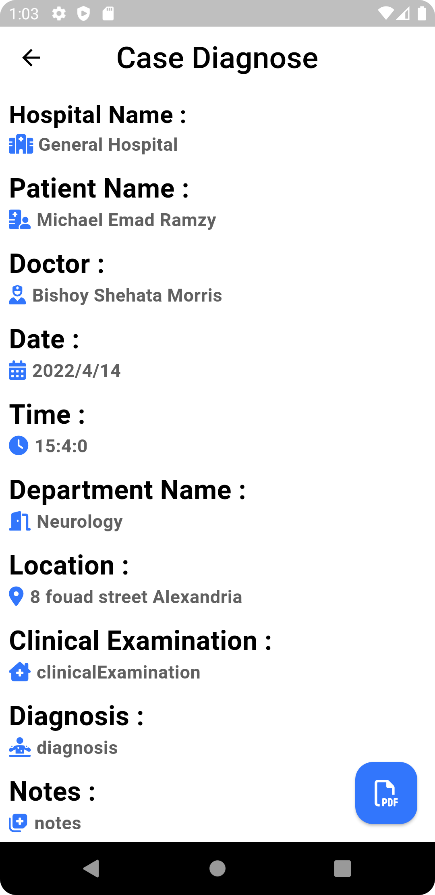 1:03
Case Diagnose
Hospital Name :
General Hospital
Patient Name :
Michael Emad Ramzy
Doctor :
Bishoy Shehata Morris
Date :
2022/4/14
Time :
15:4:0
Department Name :
Neurology
Location :
8 fouad street Alexandria
Clinical Examination :
clinicalExamination
Diagnosis :
diagnosis
Notes :
notes
PDF